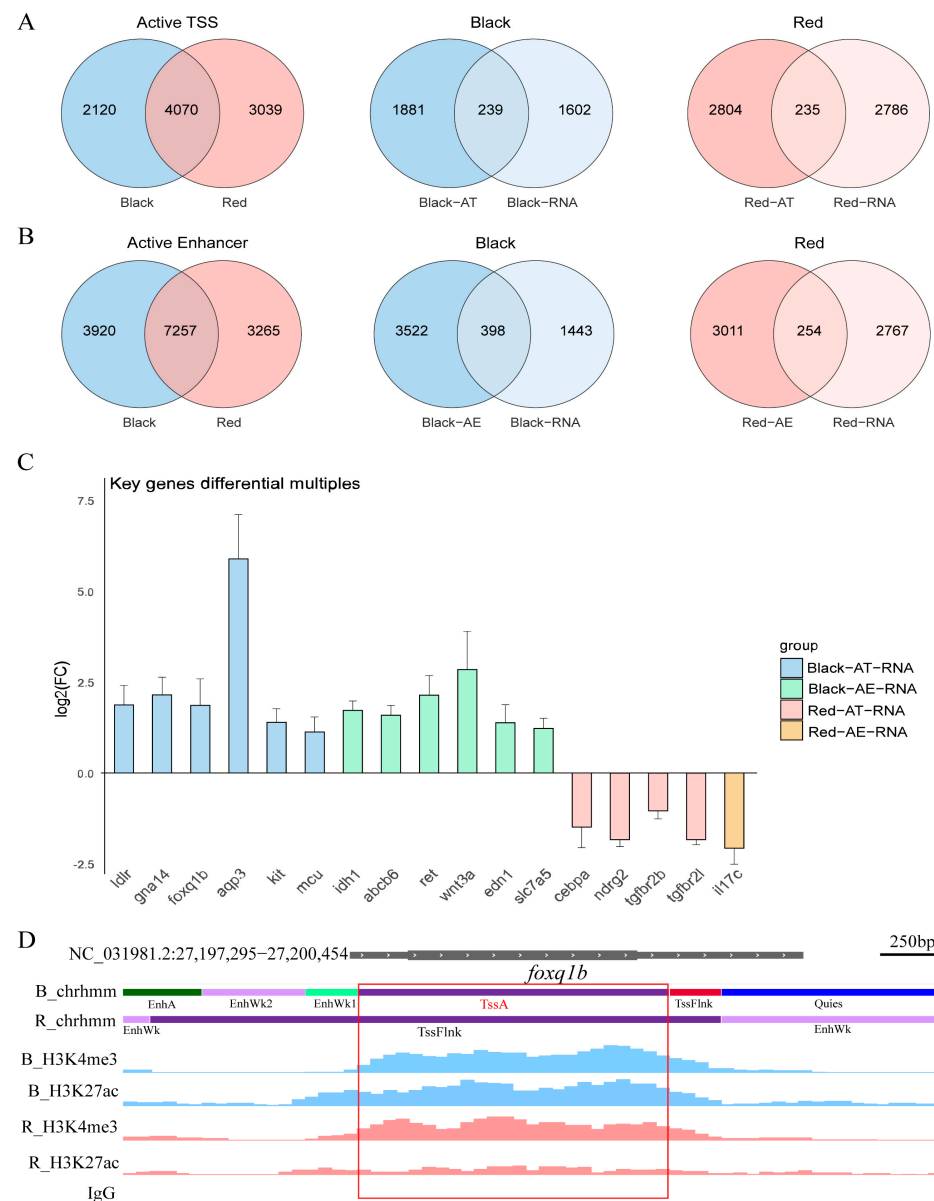 A
Active TSS
Black
Red
2120
4070
3039
1881
239
1602
2804
235
2786
Black
Red
Black−AT
Black−RNA
Red−AT
Red−RNA
B
Active Enhancer
Black
Red
3920
7257
3265
3522
398
1443
3011
254
2767
Black
Red
Black−AE
Black−RNA
Red−AE
Red−RNA
C
Key genes differential multiples
7.5
5.0
2.5
0.0
-2.5
log2(FC)
group
Black−AT−RNA
Black−AE−RNA
Red−AT−RNA
Red−AE−RNA
ldlr
gna14
foxq1b
aqp3
kit
mcu
idh1
abcb6
ret
wnt3a
edn1
slc7a5
cebpa
ndrg2
tgfbr2b
tgfbr2l
il17c
D
NC_031981.2:27,197,295−27,200,454
250bp
foxq1b
B_chrhmm
EnhA
EnhWk2
EnhWk1
TssA
TssFlnk
Quies
R_chrhmm
EnhWk
TssFlnk
EnhWk
B_H3K4me3
B_H3K27ac
R_H3K4me3
R_H3K27ac
IgG